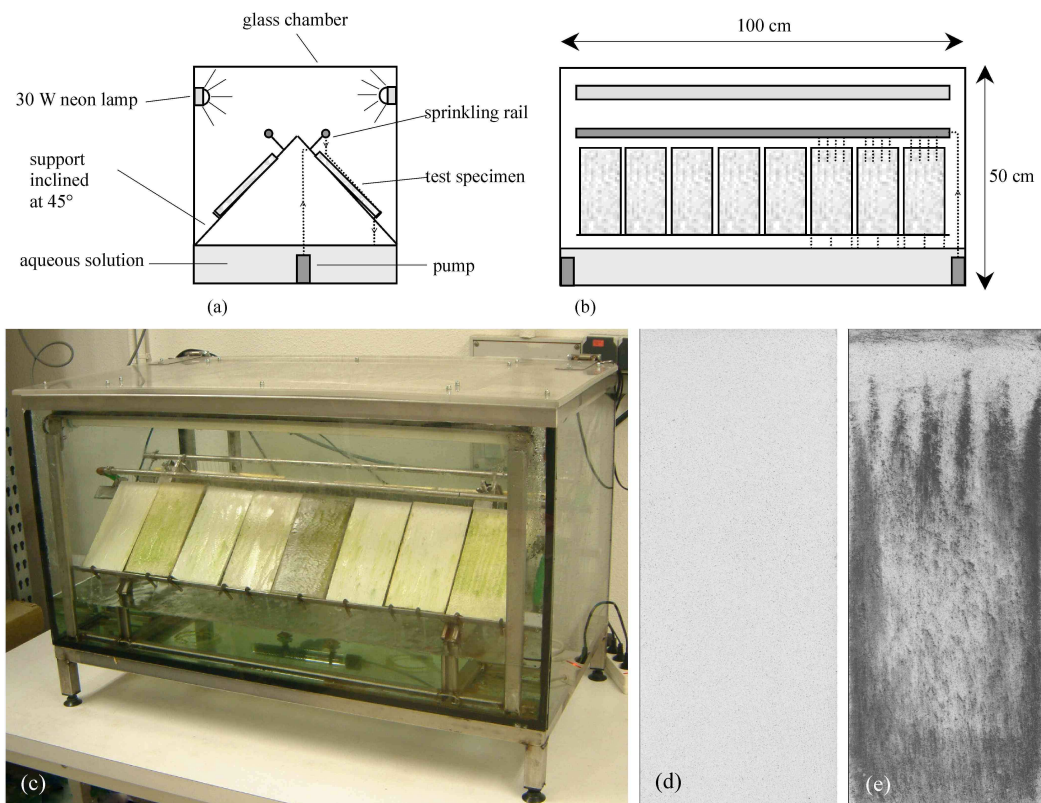 (a)
glass chamber
30 W neon lamp
sprinkling rail
support
inclined
at 45°
test specimen
aqueous solution
pump
(b)
100 cm
50 cm
(c)
(d)
(e)